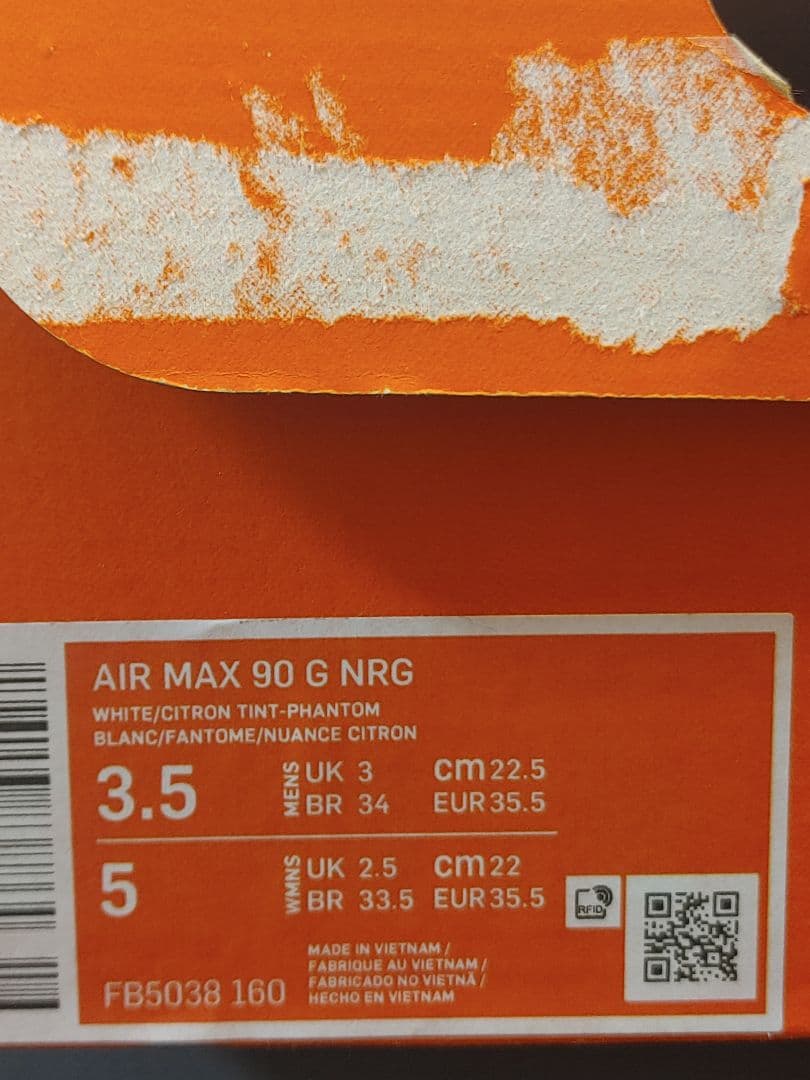 AIR MAX 90 G NRG
WHITE/CITRON TINT-PHANTOM
BLANC/FANTOME/NUANCE CITRON
3.5 MENS UK 3 cm 22.5
BR 34 EUR 35.5
5 WMNS UK 2.5 cm 22
BR 33.5 EUR 35.5
RFID
MADE IN VIETNAM /
FABRIQUE AU VIETNAM /
FABRICADO NO VIETNÃ /
HECHO EN VIETNAM
FB5038 160